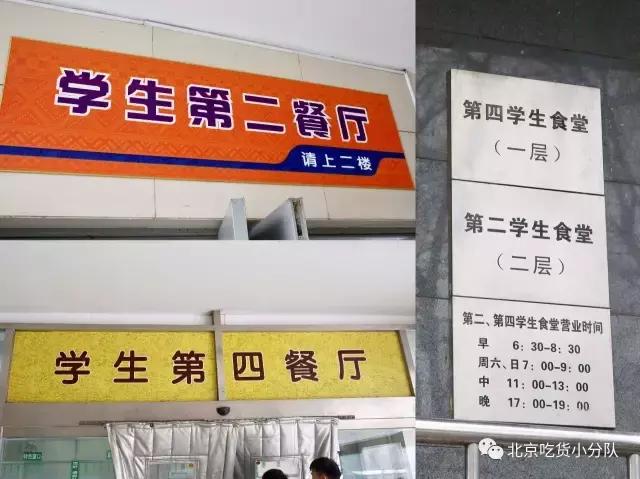 学生第二餐厅
请上二楼
学生第四餐厅
第四学生食堂
（一层）
第二学生食堂
（二层）
第二、第四学生食堂营业时间
早 6:30-8:30
周六、日7:00-9:00
中 11:00-13:00
晚 17:00-19:00
北京吃货小分队